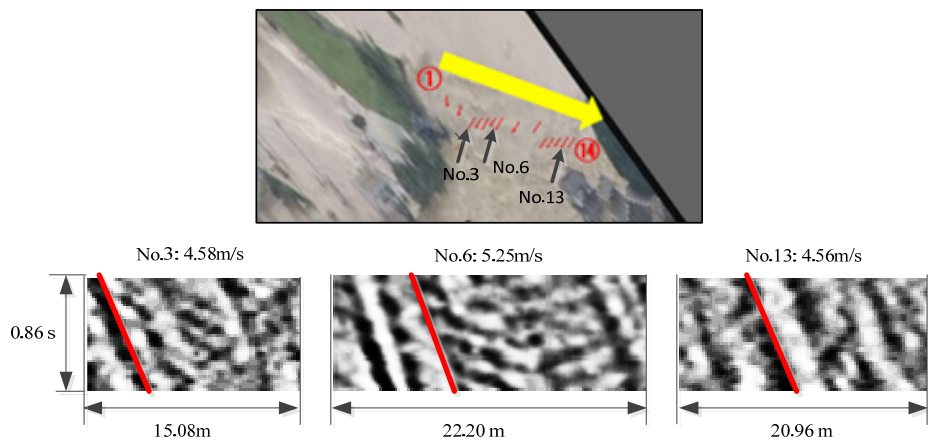 ①
No.3
No.6
⑭
No.13
No.3: 4.58m/s
No.6: 5.25m/s
No.13: 4.56m/s
0.86 s
15.08m
22.20 m
20.96 m